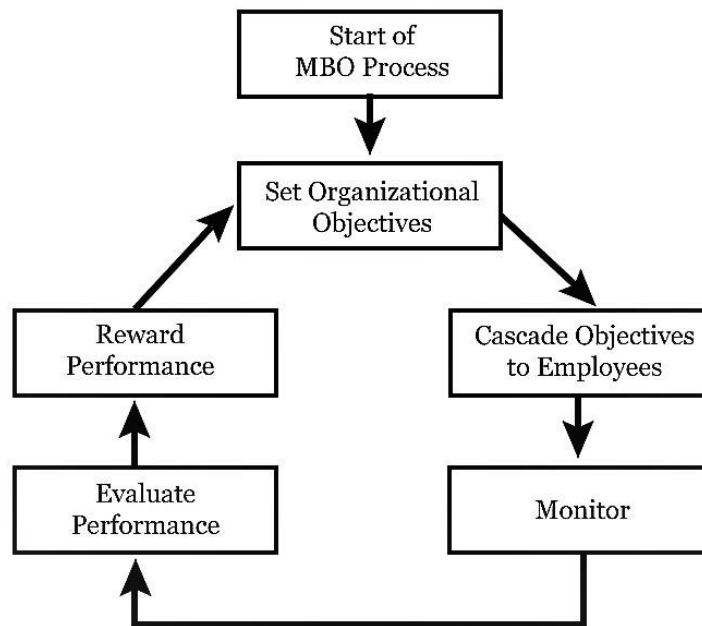 Start of
MBO Process
Set Organizational
Objectives
Cascade Objectives
to Employees
Monitor
Evaluate
Performance
Reward
Performance